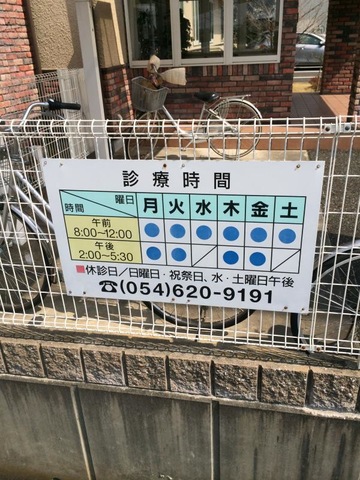 診療時間
曜日 時間 月 火 水 木 金 土
午前 8:00~12:00 ● ● ● ● ● ●
午後 2:00~5:30 ● ● ／ ● ● ／
■休診日／日曜日・祝祭日、水・土曜日午後
☎(054)620-9191